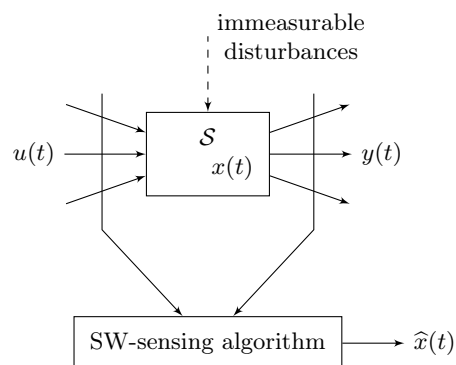 immeasurable
disturbances
𝒮
u(t)
x(t)
y(t)
SW-sensing algorithm
x̂(t)